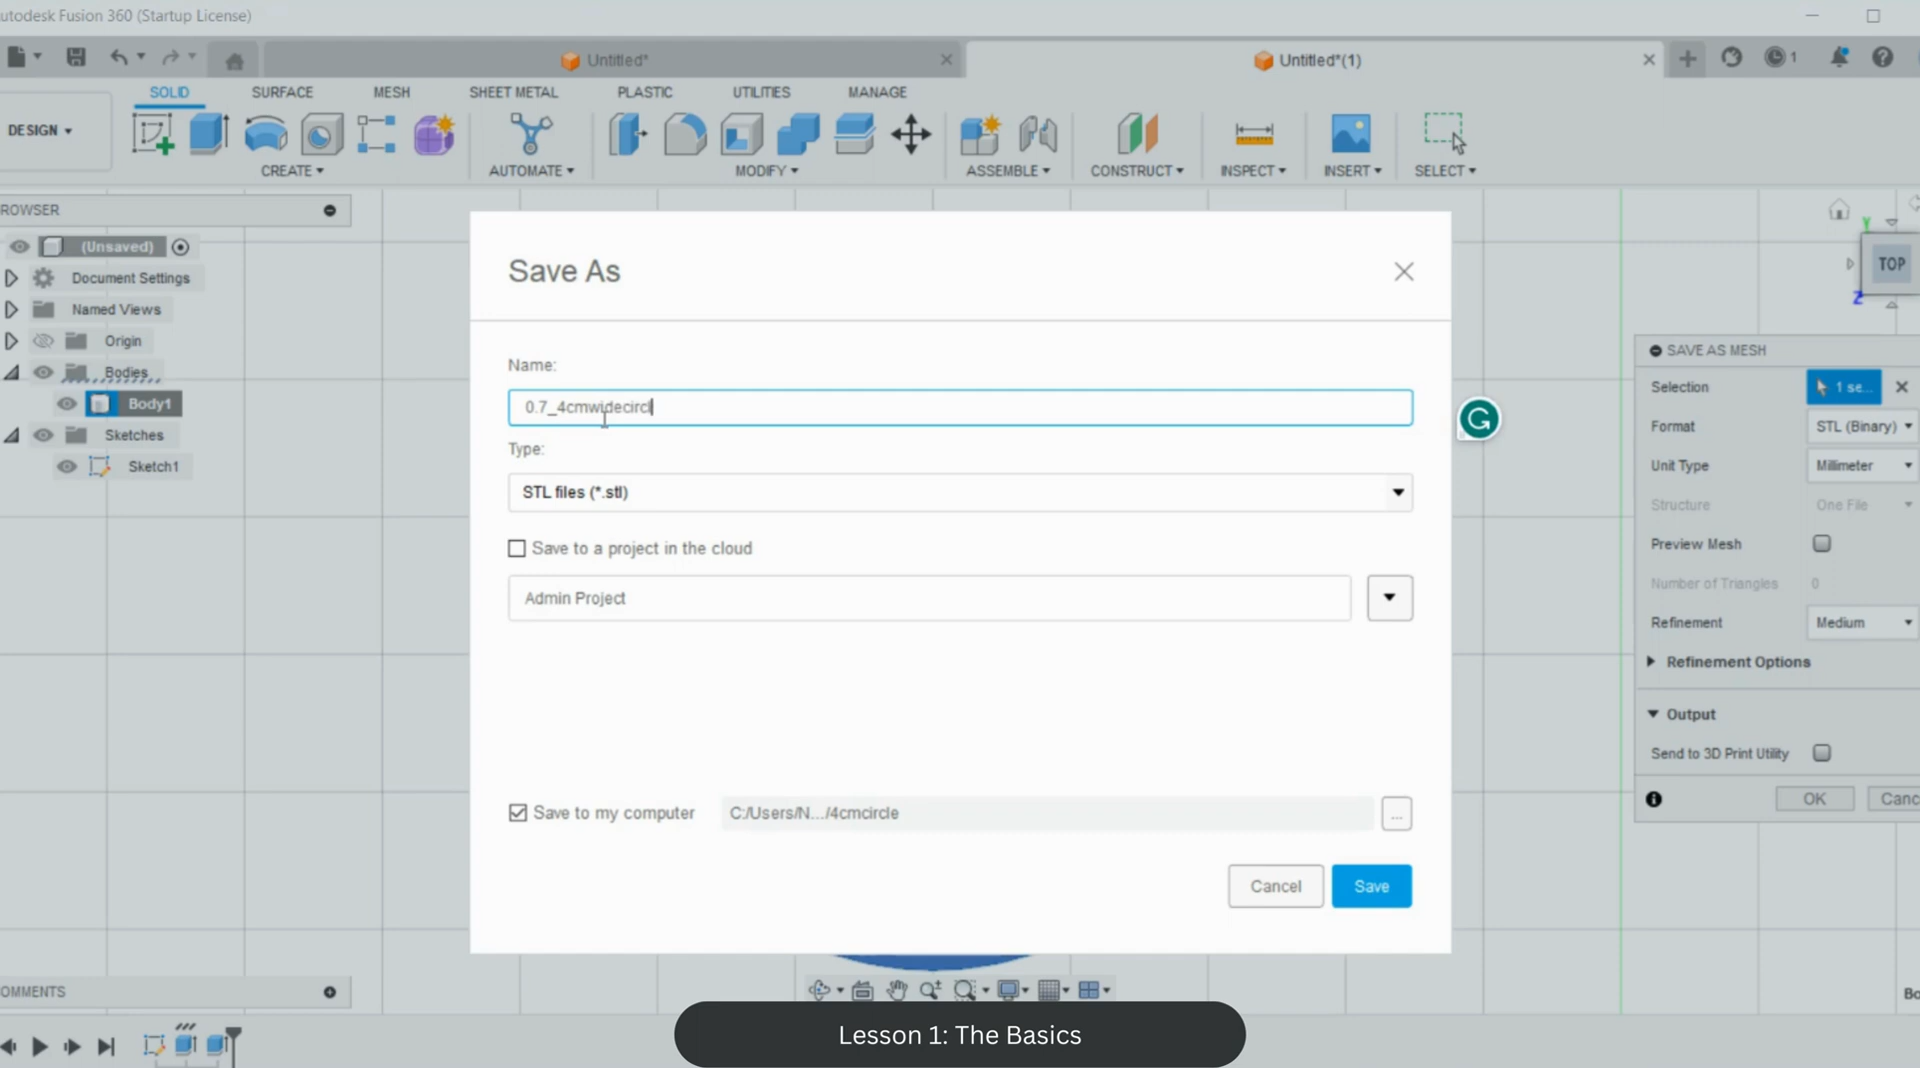 utodesk Fusion 360 (Startup License)
Untitled*
Untitled*(1)
1
SOLID SURFACE MESH SHEET METAL PLASTIC UTILITIES MANAGE
DESIGN
CREATE AUTOMATE MODIFY ASSEMBLE CONSTRUCT INSPECT INSERT SELECT
ROWSER
(Unsaved)
Document Settings
Named Views
Origin
Bodies
Body1
Sketches
Sketch1
Save As
Name:
0.7_4cmwidecircl
Type:
STL files (*.stl)
Save to a project in the cloud
Admin Project
Save to my computer
C:/Users/N.../4cmcircle
...
Cancel
Save
Y
TOP
Z
SAVE AS MESH
Selection 1 se...
Format STL (Binary)
Unit Type Millimeter
Structure One File
Preview Mesh
Number of Triangles 0
Refinement Medium
Refinement Options
Output
Send to 3D Print Utility
OK Canc
OMMENTS
Bo
Lesson 1: The Basics